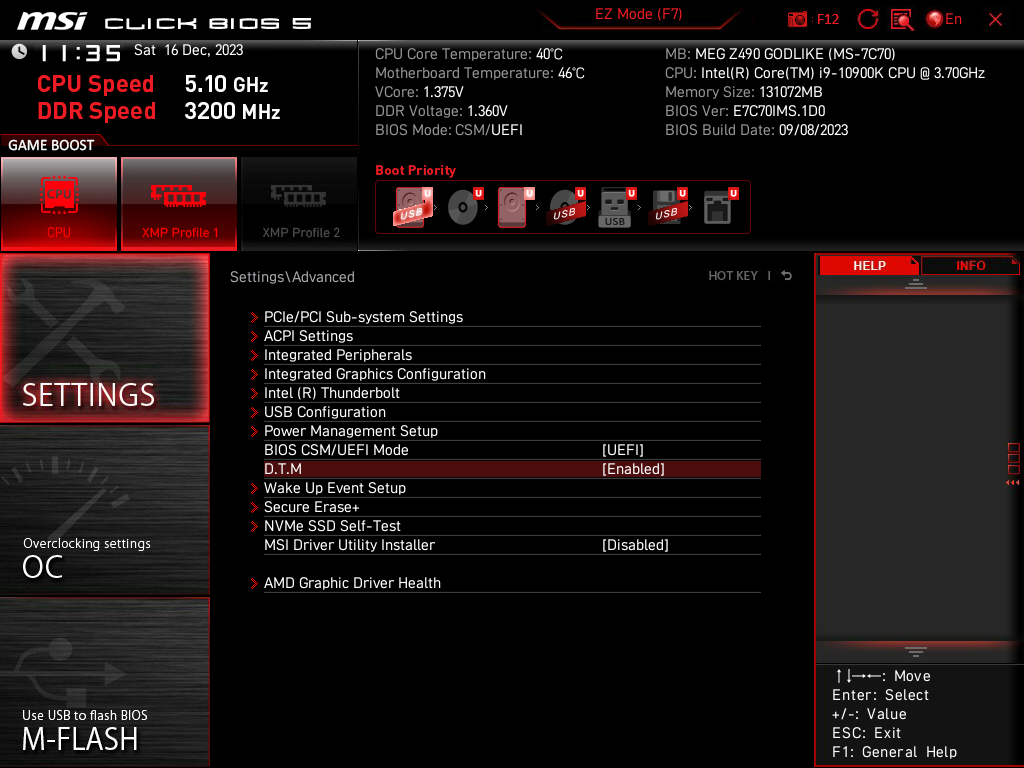 msi CLICK BIOS 5
EZ Mode (F7)
: F12
En
11:35 Sat 16 Dec, 2023
CPU Speed 5.10 GHz
DDR Speed 3200 MHz
GAME BOOST
CPU
CPU
XMP Profile 1
XMP Profile 2
CPU Core Temperature: 40°C
Motherboard Temperature: 46°C
VCore: 1.375V
DDR Voltage: 1.360V
BIOS Mode: CSM/UEFI
MB: MEG Z490 GODLIKE (MS-7C70)
CPU: Intel(R) Core(TM) i9-10900K CPU @ 3.70GHz
Memory Size: 131072MB
BIOS Ver: E7C70IMS.1D0
BIOS Build Date: 09/08/2023
Boot Priority
U U U U U U U
USB USB USB USB
SETTINGS
Overclocking settings
OC
Use USB to flash BIOS
M-FLASH
Settings\Advanced
HOT KEY |
PCIe/PCI Sub-system Settings
ACPI Settings
Integrated Peripherals
Integrated Graphics Configuration
Intel (R) Thunderbolt
USB Configuration
Power Management Setup
BIOS CSM/UEFI Mode [UEFI]
D.T.M [Enabled]
Wake Up Event Setup
Secure Erase+
NVMe SSD Self-Test
MSI Driver Utility Installer [Disabled]
AMD Graphic Driver Health
HELP
INFO
↑↓→←: Move
Enter: Select
+/-: Value
ESC: Exit
F1: General Help